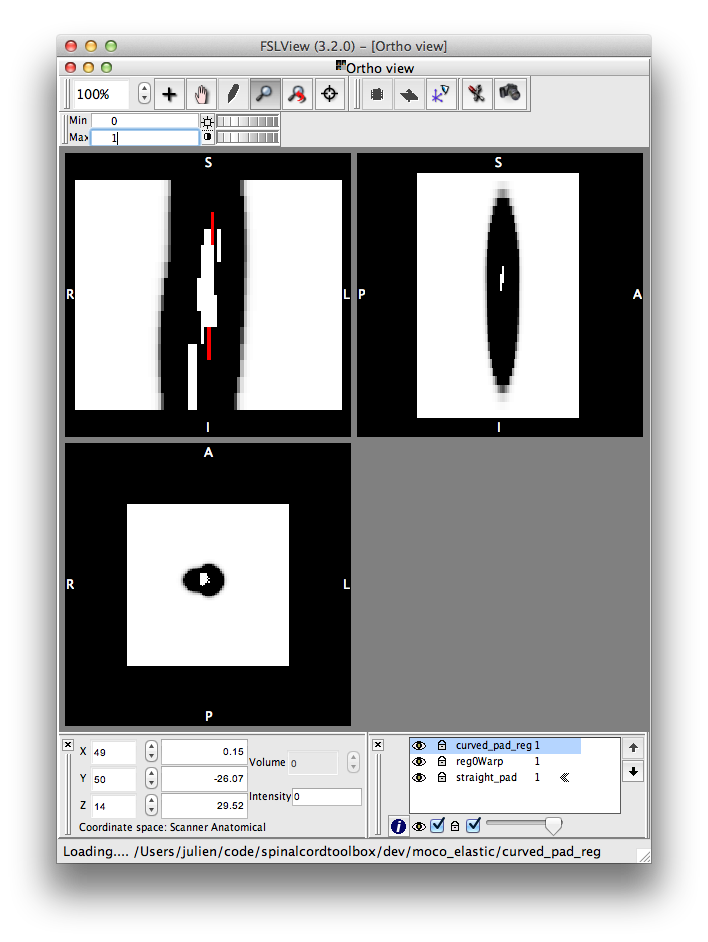 FSLView (3.2.0) – [Ortho view]
Ortho view
100%
Min 0
Max 1
S
R
L
I
S
P
A
I
A
R
L
P
X 49 0.15
Y 50 -26.07
Z 14 29.52
Volume 0
Intensity 0
Coordinate space: Scanner Anatomical
curved_pad_reg 1
reg0Warp 1
straight_pad 1
Loading.... /Users/julien/code/spinalcordtoolbox/dev/moco_elastic/curved_pad_reg